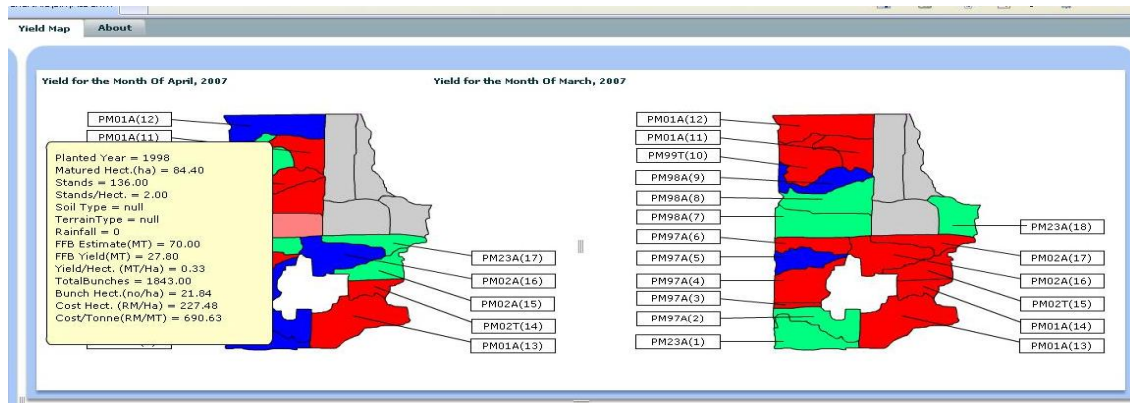 Yield Map
About
Yield for the Month Of April, 2007
Yield for the Month Of March, 2007
PM01A(12)
PM01A(11)
Planted Year = 1998
Matured Hect.(ha) = 84.40
Stands = 136.00
Stands/Hect. = 2.00
Soil Type = null
TerrainType = null
Rainfall = 0
FFB Estimate(MT) = 70.00
FFB Yield(MT) = 27.80
Yield/Hect. (MT/Ha) = 0.33
TotalBunches = 1843.00
Bunch Hect.(no/ha) = 21.84
Cost Hect. (RM/Ha) = 227.48
Cost/Tonne(RM/MT) = 690.63
PM23A(17)
PM02A(16)
PM02A(15)
PM02T(14)
PM01A(13)
PM01A(12)
PM01A(11)
PM99T(10)
PM98A(9)
PM98A(8)
PM98A(7)
PM97A(6)
PM97A(5)
PM97A(4)
PM97A(3)
PM97A(2)
PM23A(1)
PM23A(18)
PM02A(17)
PM02A(16)
PM02T(15)
PM01A(14)
PM01A(13)